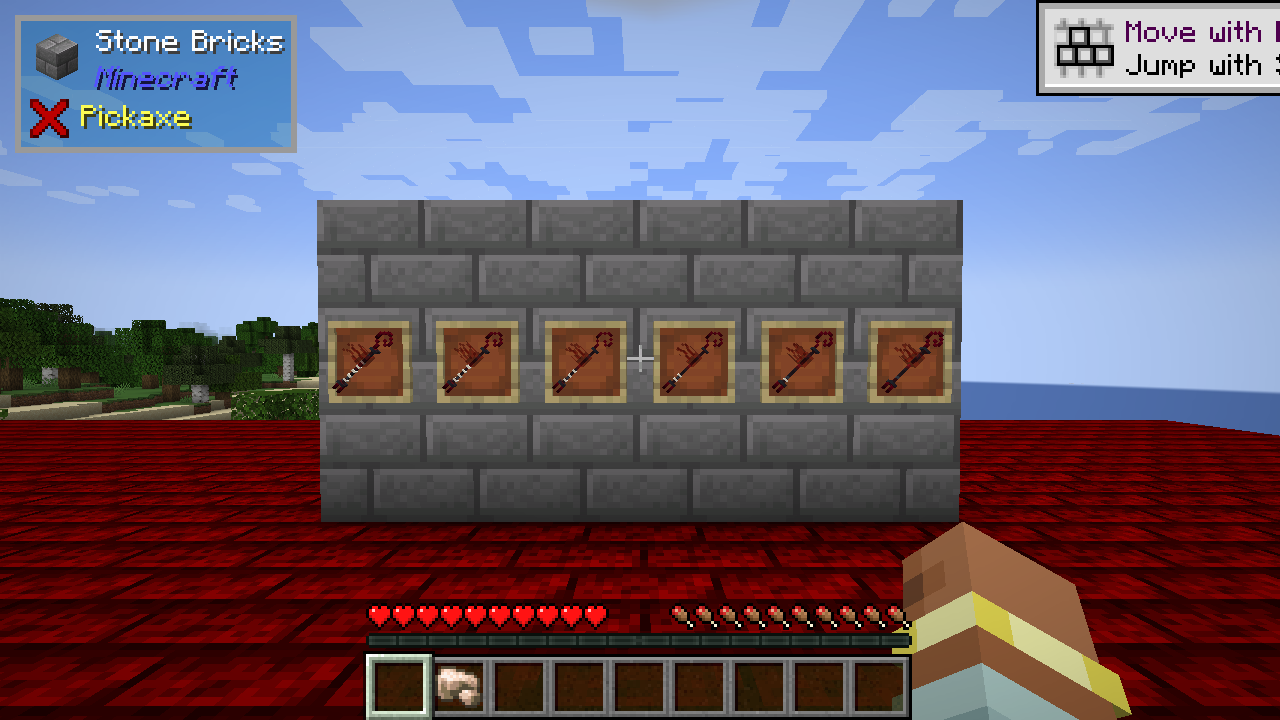 Stone Bricks
Minecraft
Pickaxe
Move with
Jump with